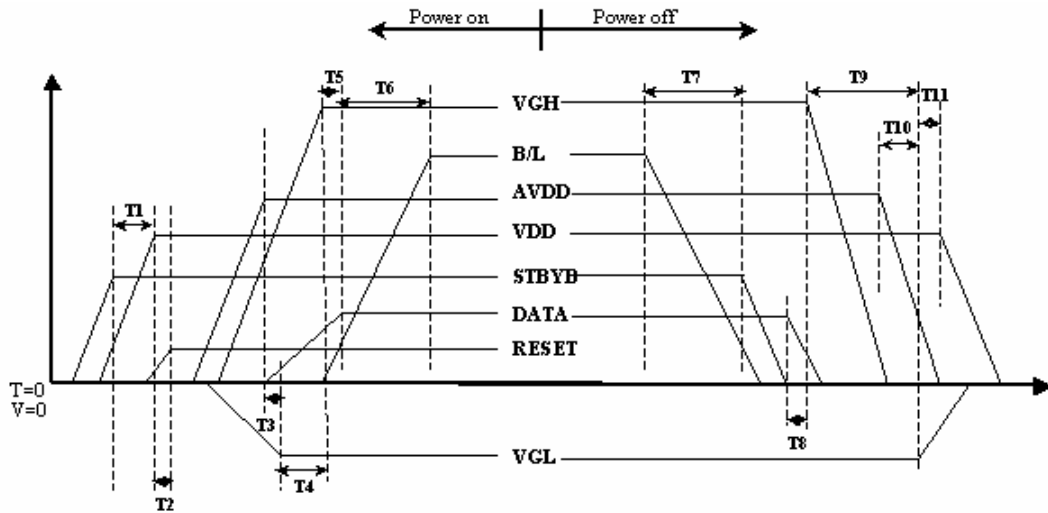 Power on
Power off
T5
T6
T7
T9
T11
VGH
T10
B/L
AVDD
T1
VDD
STBYB
DATA
RESET
T=0
V=0
T3
T8
VGL
T4
T2